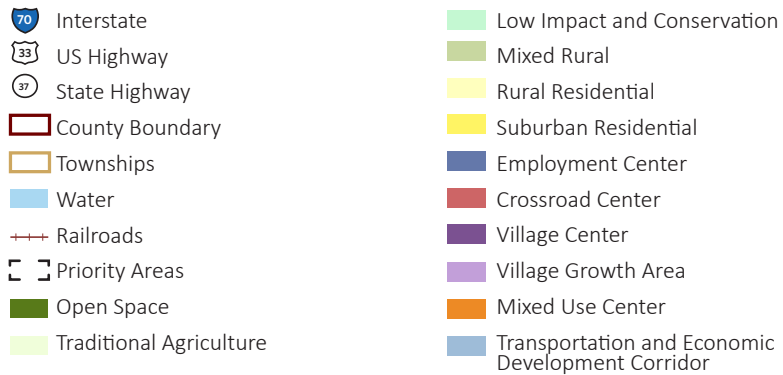 70 Interstate
33 US Highway
37 State Highway
County Boundary
Townships
Water
Railroads
Priority Areas
Open Space
Traditional Agriculture
Low Impact and Conservation
Mixed Rural
Rural Residential
Suburban Residential
Employment Center
Crossroad Center
Village Center
Village Growth Area
Mixed Use Center
Transportation and Economic
Development Corridor